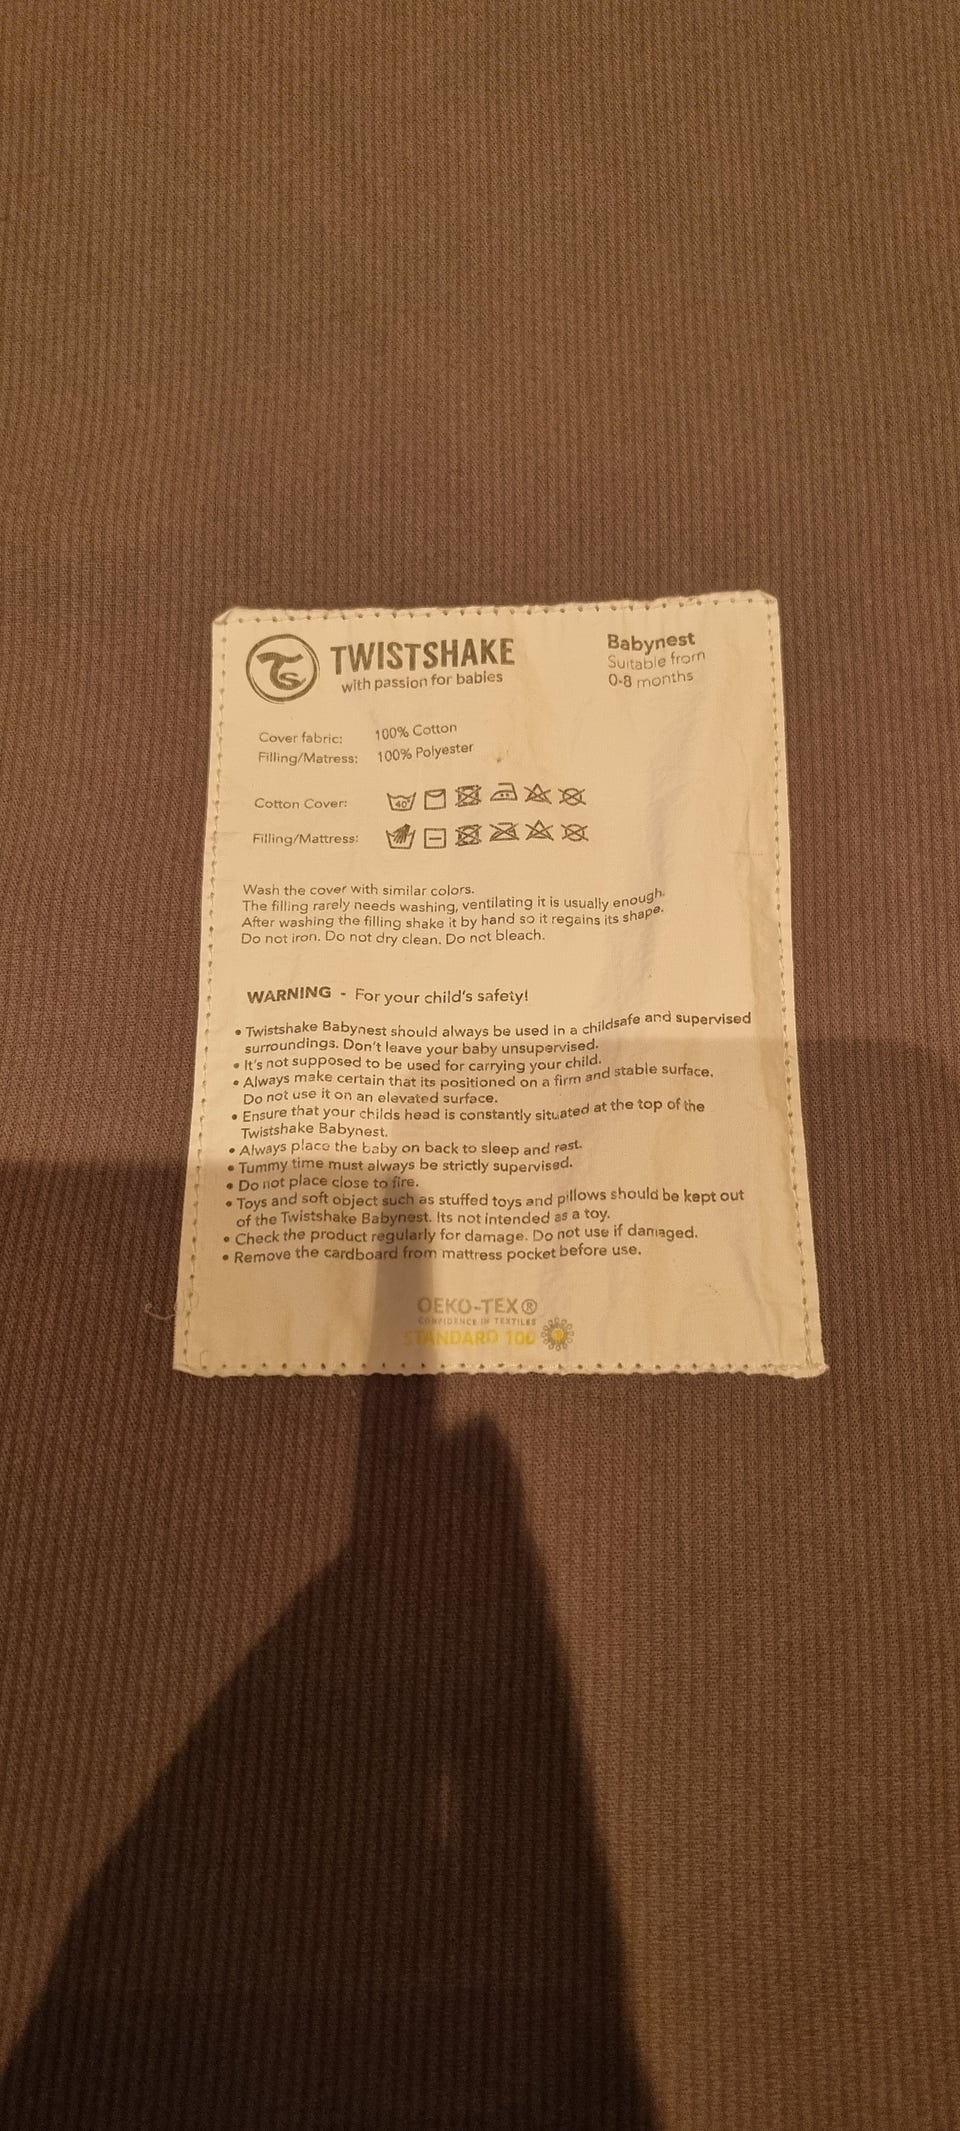 TWISTSHAKE
with passion for babies
Babynest
Suitable from
0-8 months
Cover fabric: 100% Cotton
Filling/Matress: 100% Polyester
Cotton Cover: 40°
Filling/Mattress:
Wash the cover with similar colors.
The filling rarely needs washing, ventilating it is usually enough.
After washing the filling shake it by hand so it regains its shape.
Do not iron. Do not dry clean. Do not bleach.
WARNING - For your child's safety!
• Twistshake Babynest should always be used in a childsafe and supervised
surroundings. Don't leave your baby unsupervised.
• It's not supposed to be used for carrying your child.
• Always make certain that its positioned on a firm and stable surface.
Do not use it on an elevated surface.
• Ensure that your childs head is constantly situated at the top of the
Twistshake Babynest.
• Always place the baby on back to sleep and rest.
• Tummy time must always be strictly supervised.
• Do not place close to fire.
• Toys and soft object such as stuffed toys and pillows should be kept out
of the Twistshake Babynest. Its not intended as a toy.
• Check the product regularly for damage. Do not use if damaged.
• Remove the cardboard from mattress pocket before use.
OEKO-TEX®
CONFIDENCE IN TEXTILES
STANDARD 100